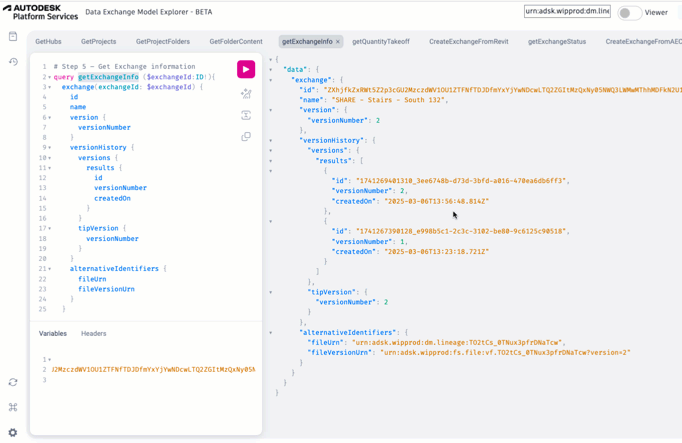 AUTODESK
Platform Services
Data Exchange Model Explorer - BETA
urn:adsk.wipprod:dm.line
Viewer
GetHubs
GetProjects
GetProjectFolders
GetFolderContent
getExchangeInfo ×
getQuantityTakeoff
CreateExchangeFromRevit
getExchangeStatus
CreateExchangeFromAEC
1 # Step 5 – Get Exchange information
2 query getExchangeInfo ($exchangeId:ID!){
3 exchange(exchangeId: $exchangeId) {
4 id
5 name
6 version {
7 versionNumber
8 }
9 versionHistory {
10 versions {
11 results {
12 id
13 versionNumber
14 createdOn
15 }
16 }
17 tipVersion {
18 versionNumber
19 }
20 }
21 alternativeIdentifiers {
22 fileUrn
23 fileVersionUrn
24 }
25 }
Variables
Headers
1
2
3
{
"data": {
"exchange": {
"id":
"name": "SHARE - Stairs - South 132",
"version": {
"versionNumber": 2
},
"versionHistory": {
"versions": {
"results": [
{
"id": "1741269401310_3ee6748b-d73d-3bfd-a016-470ea6db6ff3",
"versionNumber": 2,
"createdOn": "2025-03-06T13:56:48.814Z"
},
{
"id": "1741267390128_e998b5c1-2c3c-3102-be80-9c6125c90518",
"versionNumber": 1,
"createdOn": "2025-03-06T13:23:18.721Z"
}
]
},
"tipVersion": {
"versionNumber": 2
}
},
"alternativeIdentifiers": {
"fileUrn": "urn:adsk.wipprod:dm.lineage:TO2tCs_0TNux3pfrDNaTcw",
"fileVersionUrn": "urn:adsk.wipprod:fs.file:vf.TO2tCs_0TNux3pfrDNaTcw?version=2"
}
}
}
}